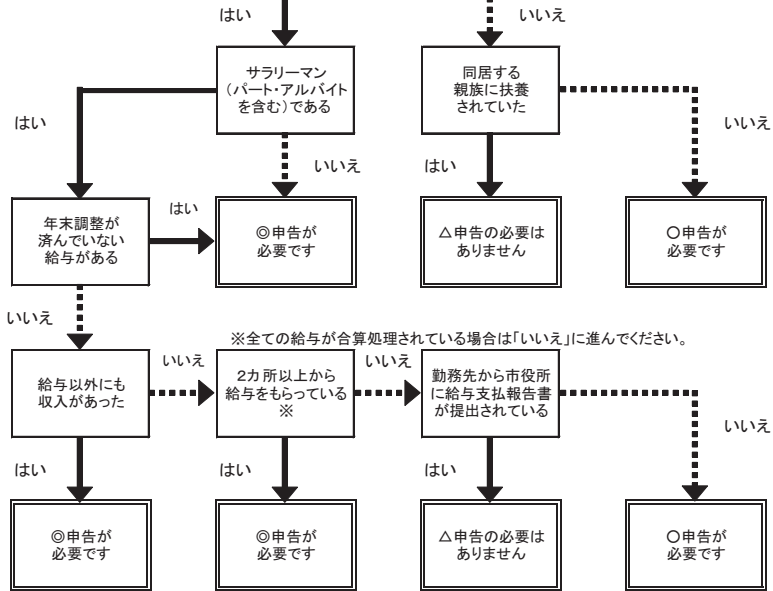 はい
いいえ
サラリーマン
（パート・アルバイト
を含む）である
同居する
親族に扶養
されていた
はい
いいえ
いいえ
はい
年末調整が
済んでいない
給与がある
はい
◎申告が
必要です
△申告の必要は
ありません
○申告が
必要です
いいえ
※全ての給与が合算処理されている場合は「いいえ」に進んでください。
給与以外にも
収入があった
いいえ
2カ所以上から
給与をもらっている
※
いいえ
勤務先から市役所
に給与支払報告書
が提出されている
いいえ
はい
はい
はい
◎申告が
必要です
◎申告が
必要です
△申告の必要は
ありません
○申告が
必要です